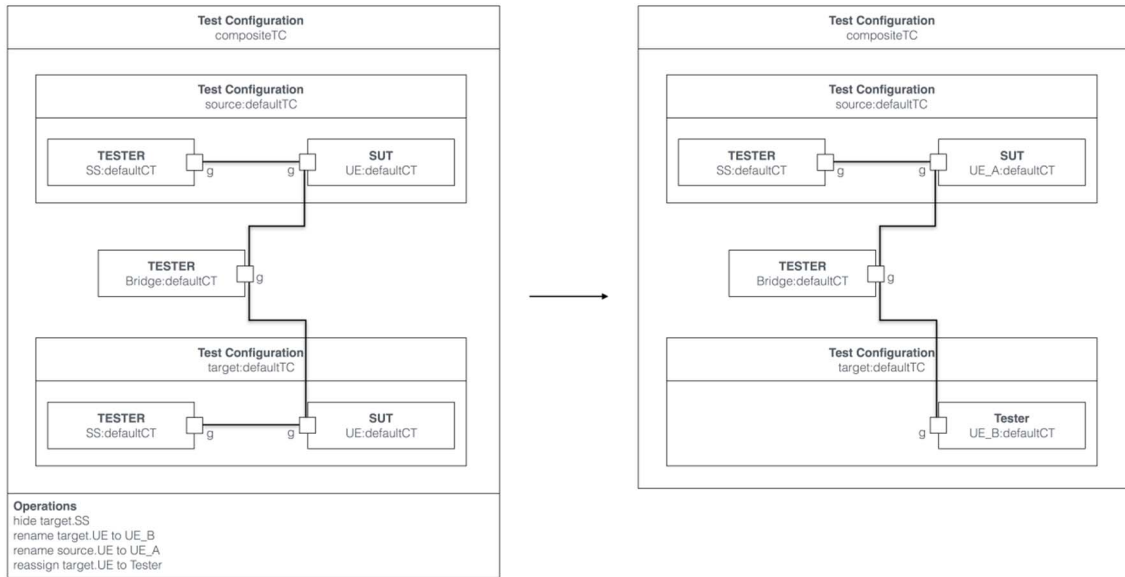 Test Configuration
compositeTC
Test Configuration
source:defaultTC
TESTER
SS:defaultCT
g
g
SUT
UE:defaultCT
TESTER
Bridge:defaultCT
g
Test Configuration
target:defaultTC
TESTER
SS:defaultCT
g
g
SUT
UE:defaultCT
Operations
hide target.SS
rename target.UE to UE_B
rename source.UE to UE_A
reassign target.UE to Tester
Test Configuration
compositeTC
Test Configuration
source:defaultTC
TESTER
SS:defaultCT
g
g
SUT
UE_A:defaultCT
TESTER
Bridge:defaultCT
g
Test Configuration
target:defaultTC
g
Tester
UE_B:defaultCT